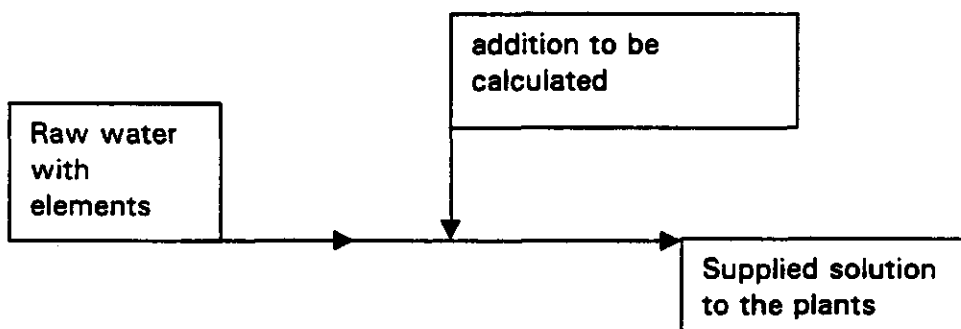 addition to be
calculated
Raw water
with
elements
Supplied solution
to the plants